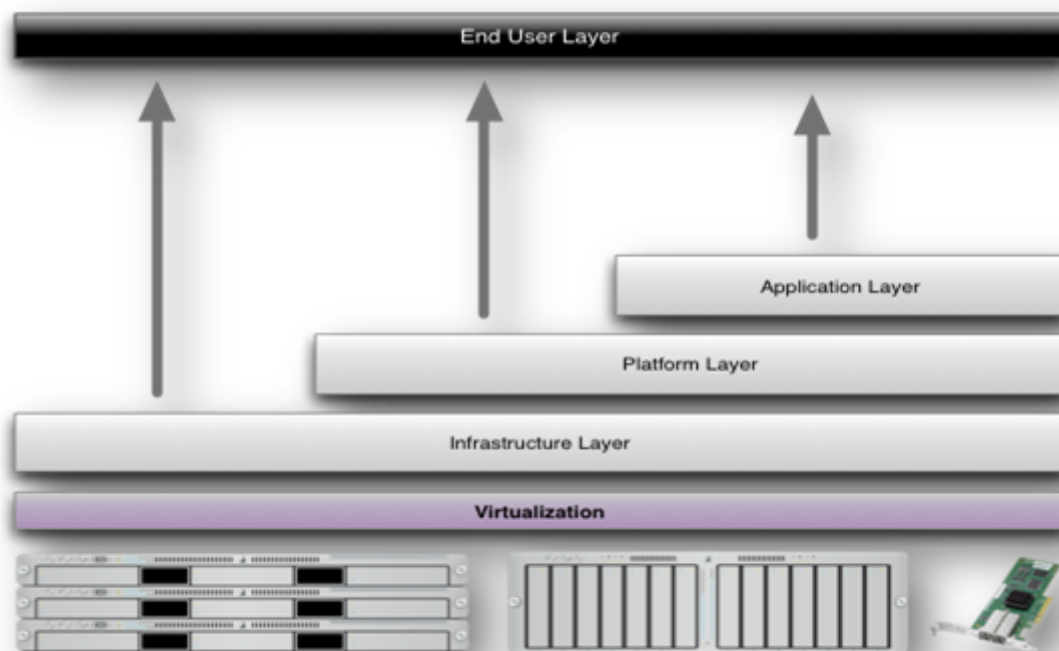 End User Layer
Application Layer
Platform Layer
Infrastructure Layer
Virtualization